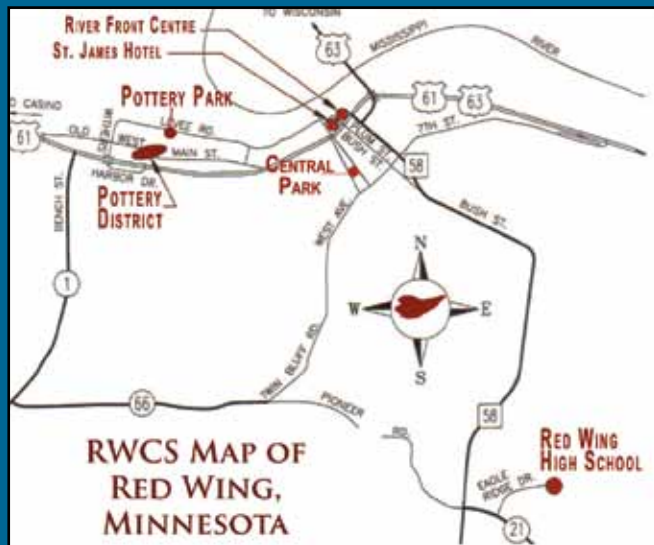 TO WISCONSIN
RIVER FRONT CENTRE
ST. JAMES HOTEL
63
MISSISSIPPI
RIVER
CASINO
61
POTTERY PARK
LEVEE RD.
OLD WEST MAIN ST.
HARBOR DR.
POTTERY
DISTRICT
BENCH ST.
61
63
7TH ST.
PLUM ST.
BUSH ST.
58
CENTRAL
PARK
WEST AVE.
BUSH ST.
N
W
E
S
1
TWIN BLUFF RD.
66
PIONEER
RD.
58
RED WING
HIGH SCHOOL
EAGLE
RIDGE DR.
21
RWCS MAP OF
RED WING,
MINNESOTA